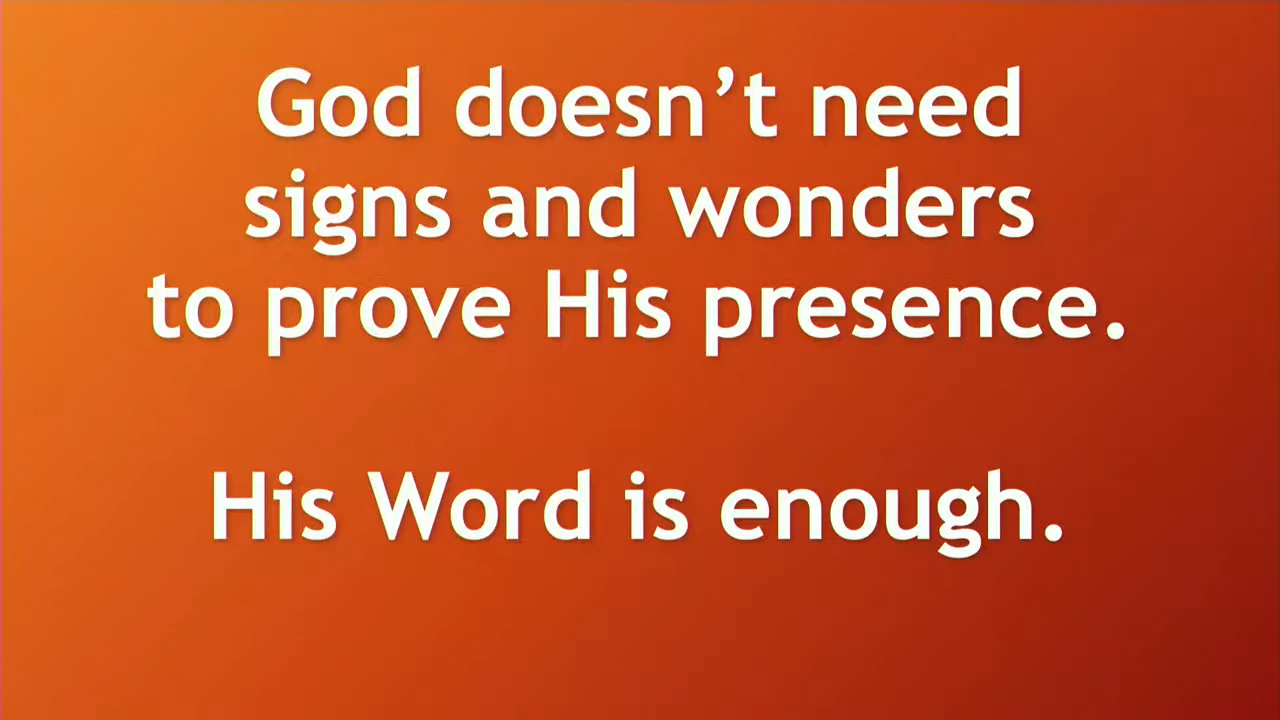 God doesn’t need
signs and wonders
to prove His presence.
His Word is enough.